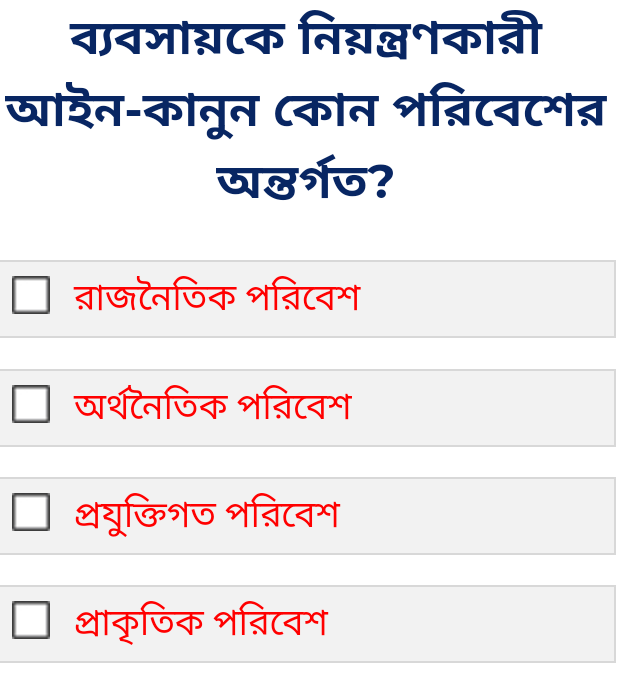 ব্যবসায়কে নিয়ন্ত্রণকারী
আইন-কানুন কোন পরিবেশের
অন্তর্গত?
রাজনৈতিক পরিবেশ
অর্থনৈতিক পরিবেশ
প্রযুক্তিগত পরিবেশ
প্রাকৃতিক পরিবেশ